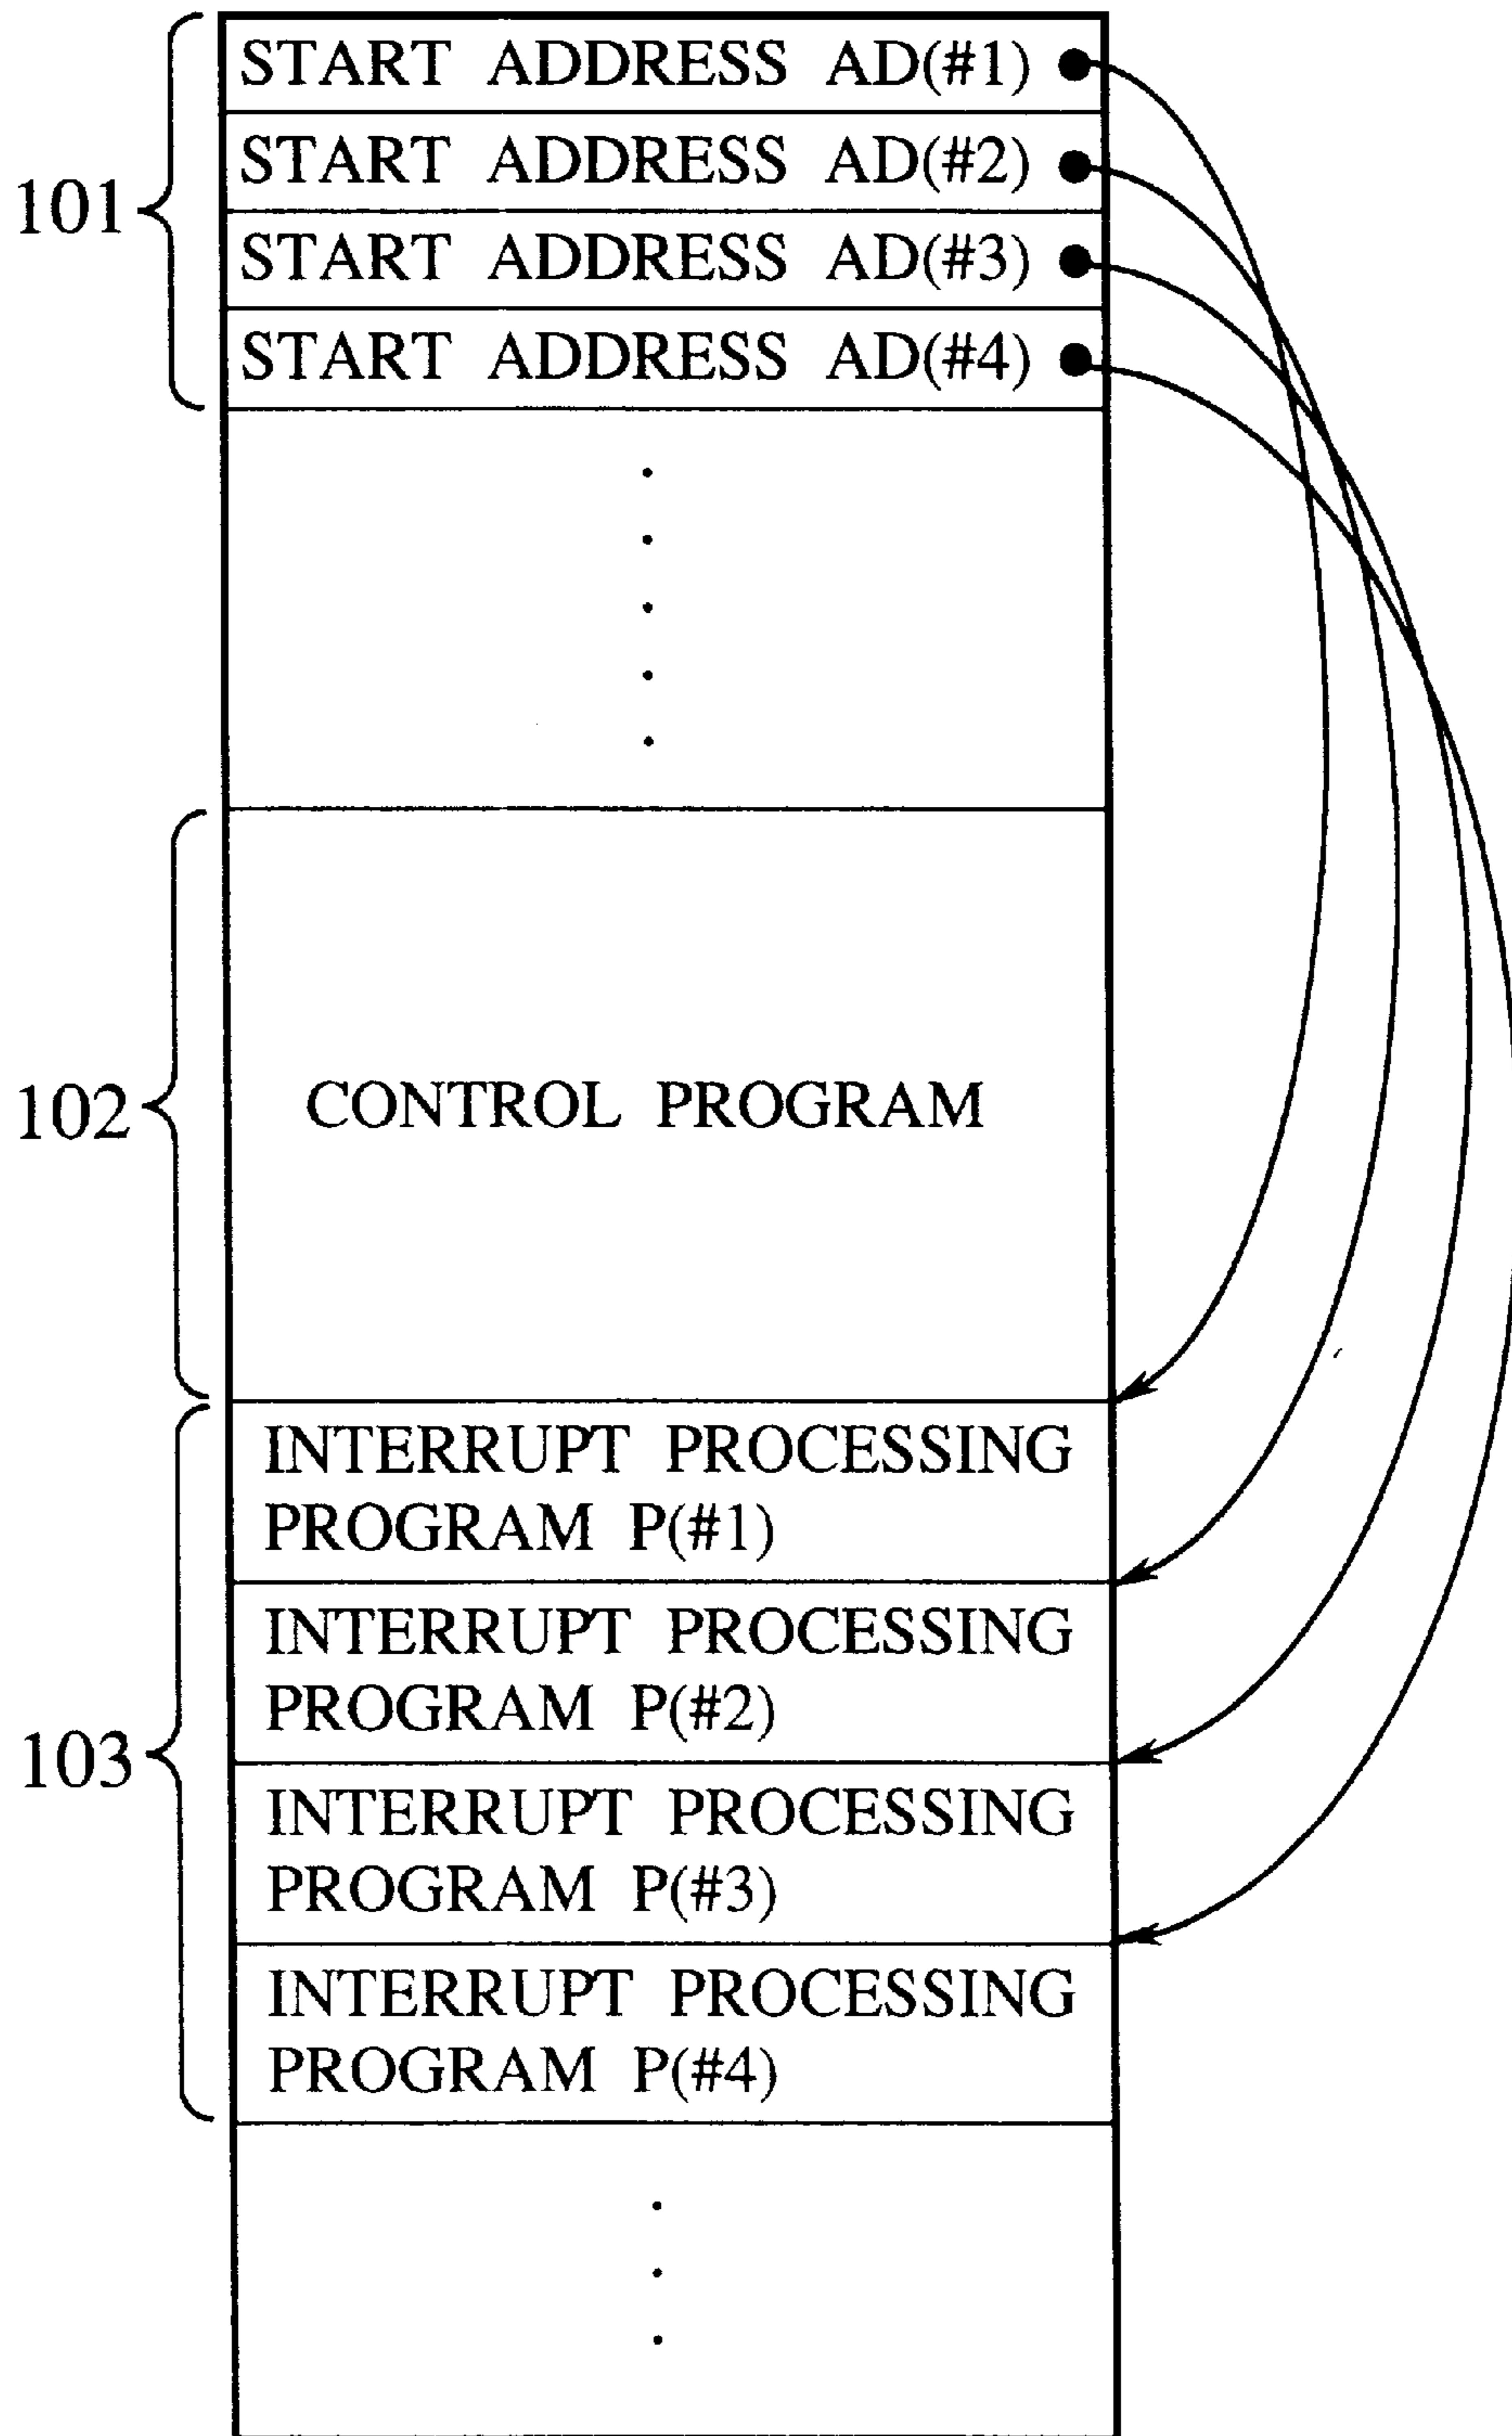 START ADDRESS AD(#1)
START ADDRESS AD(#2)
101
START ADDRESS AD(#3)
START ADDRESS AD(#4)
102
CONTROL PROGRAM
INTERRUPT PROCESSING
PROGRAM P(#1)
INTERRUPT PROCESSING
PROGRAM P(#2)
103
INTERRUPT PROCESSING
PROGRAM P(#3)
INTERRUPT PROCESSING
PROGRAM P(#4)